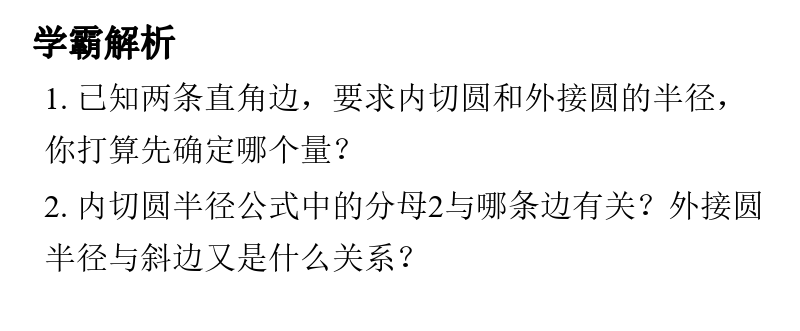 学霸解析
1. 已知两条直角边，要求内切圆和外接圆的半径，
你打算先确定哪个量？
2. 内切圆半径公式中的分母2与哪条边有关？外接圆
半径与斜边又是什么关系？